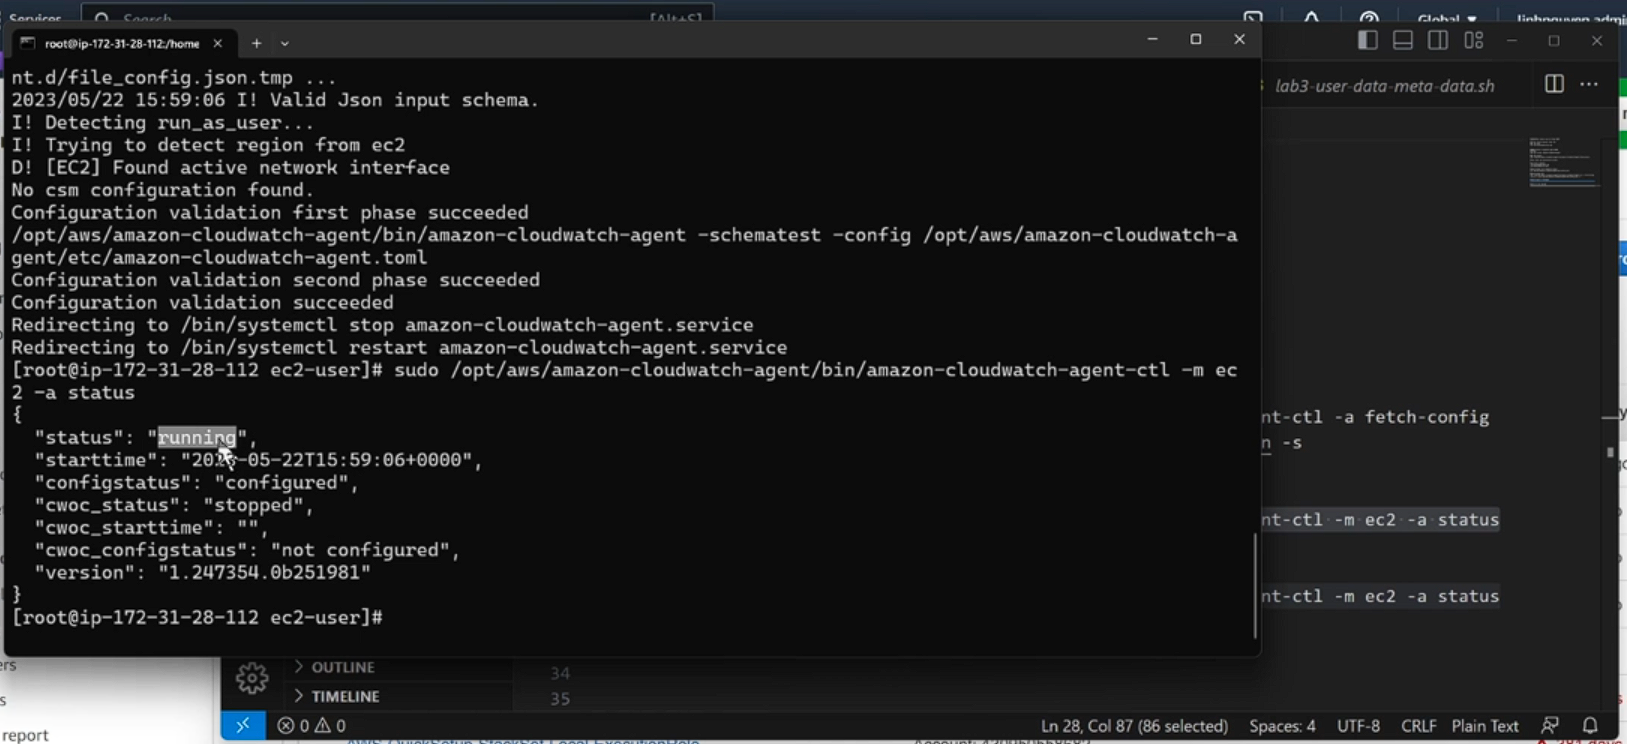 Services
Search
[Alt+S]
Global
linhnguyen admin
root@ip-172-31-28-112:/home
lab3-user-data-meta-data.sh
nt.d/file_config.json.tmp ...
2023/05/22 15:59:06 I! Valid Json input schema.
I! Detecting run_as_user...
I! Trying to detect region from ec2
D! [EC2] Found active network interface
No csm configuration found.
Configuration validation first phase succeeded
/opt/aws/amazon-cloudwatch-agent/bin/amazon-cloudwatch-agent -schematest -config /opt/aws/amazon-cloudwatch-a
gent/etc/amazon-cloudwatch-agent.toml
Configuration validation second phase succeeded
Configuration validation succeeded
Redirecting to /bin/systemctl stop amazon-cloudwatch-agent.service
Redirecting to /bin/systemctl restart amazon-cloudwatch-agent.service
[root@ip-172-31-28-112 ec2-user]# sudo /opt/aws/amazon-cloudwatch-agent/bin/amazon-cloudwatch-agent-ctl -m ec
2 -a status
{
"status": "running",
"starttime": "2023-05-22T15:59:06+0000",
"configstatus": "configured",
"cwoc_status": "stopped",
"cwoc_starttime": "",
"cwoc_configstatus": "not configured",
"version": "1.247354.0b251981"
}
[root@ip-172-31-28-112 ec2-user]#
nt-ctl -a fetch-config
n -s
nt-ctl -m ec2 -a status
nt-ctl -m ec2 -a status
ers
s
report
OUTLINE
34
TIMELINE
35
0 0
Ln 28, Col 87 (86 selected)
Spaces: 4
UTF-8
CRLF
Plain Text